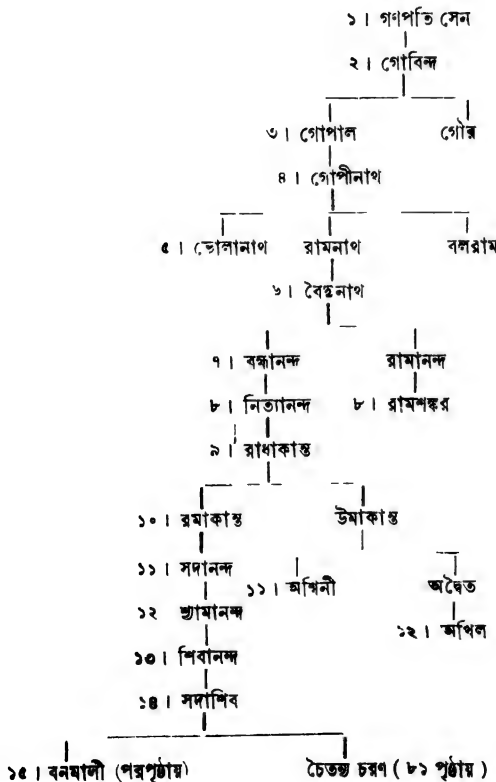 ১। গণপতি সেন
২। গোবিন্দ
৩। গোপাল গৌর
৪। গোপীনাথ
৫। ভোলানাথ রামনাথ বলরাম
৬। বৈদ্যনাথ
৭। বন্ধানন্দ রামানন্দ
৮। নিত্যানন্দ ৮। রামশঙ্কর
৯। রাধাকান্ত
১০। রমাকান্ত উমাকান্ত
১১। সদানন্দ ১১। অশ্বিনী অদ্বৈত
১২ শ্যামানন্দ ১২। অখিল
১৩। শিবানন্দ
১৪। সদাশিব
১৫। বনমালী (পরপৃষ্ঠায়) চৈতন্য চরণ (৮১ পৃষ্ঠায়)